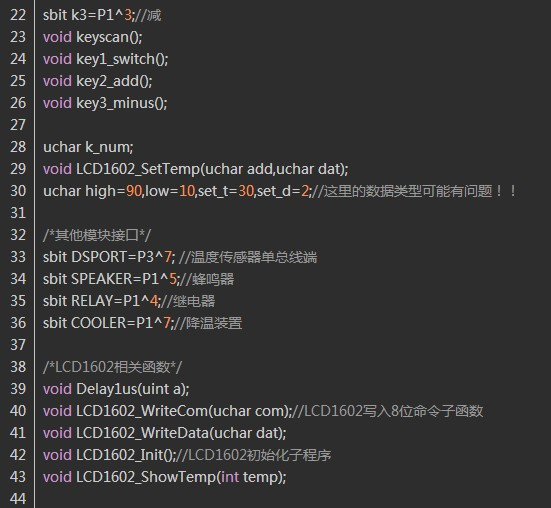 22 sbit k3=P1^3;//减
23 void keyscan();
24 void key1_switch();
25 void key2_add();
26 void key3_minus();
27
28 uchar k_num;
29 void LCD1602_SetTemp(uchar add,uchar dat);
30 uchar high=90,low=10,set_t=30,set_d=2;//这里的数据类型可能有问题！！
31
32 /*其他模块接口*/
33 sbit DSPORT=P3^7; //温度传感器单总线端
34 sbit SPEAKER=P1^5;//蜂鸣器
35 sbit RELAY=P1^4;//继电器
36 sbit COOLER=P1^7;//降温装置
37
38 /*LCD1602相关函数*/
39 void Delay1us(uint a);
40 void LCD1602_WriteCom(uchar com);//LCD1602写入8位命令子函数
41 void LCD1602_WriteData(uchar dat);
42 void LCD1602_Init();//LCD1602初始化子程序
43 void LCD1602_ShowTemp(int temp);
44